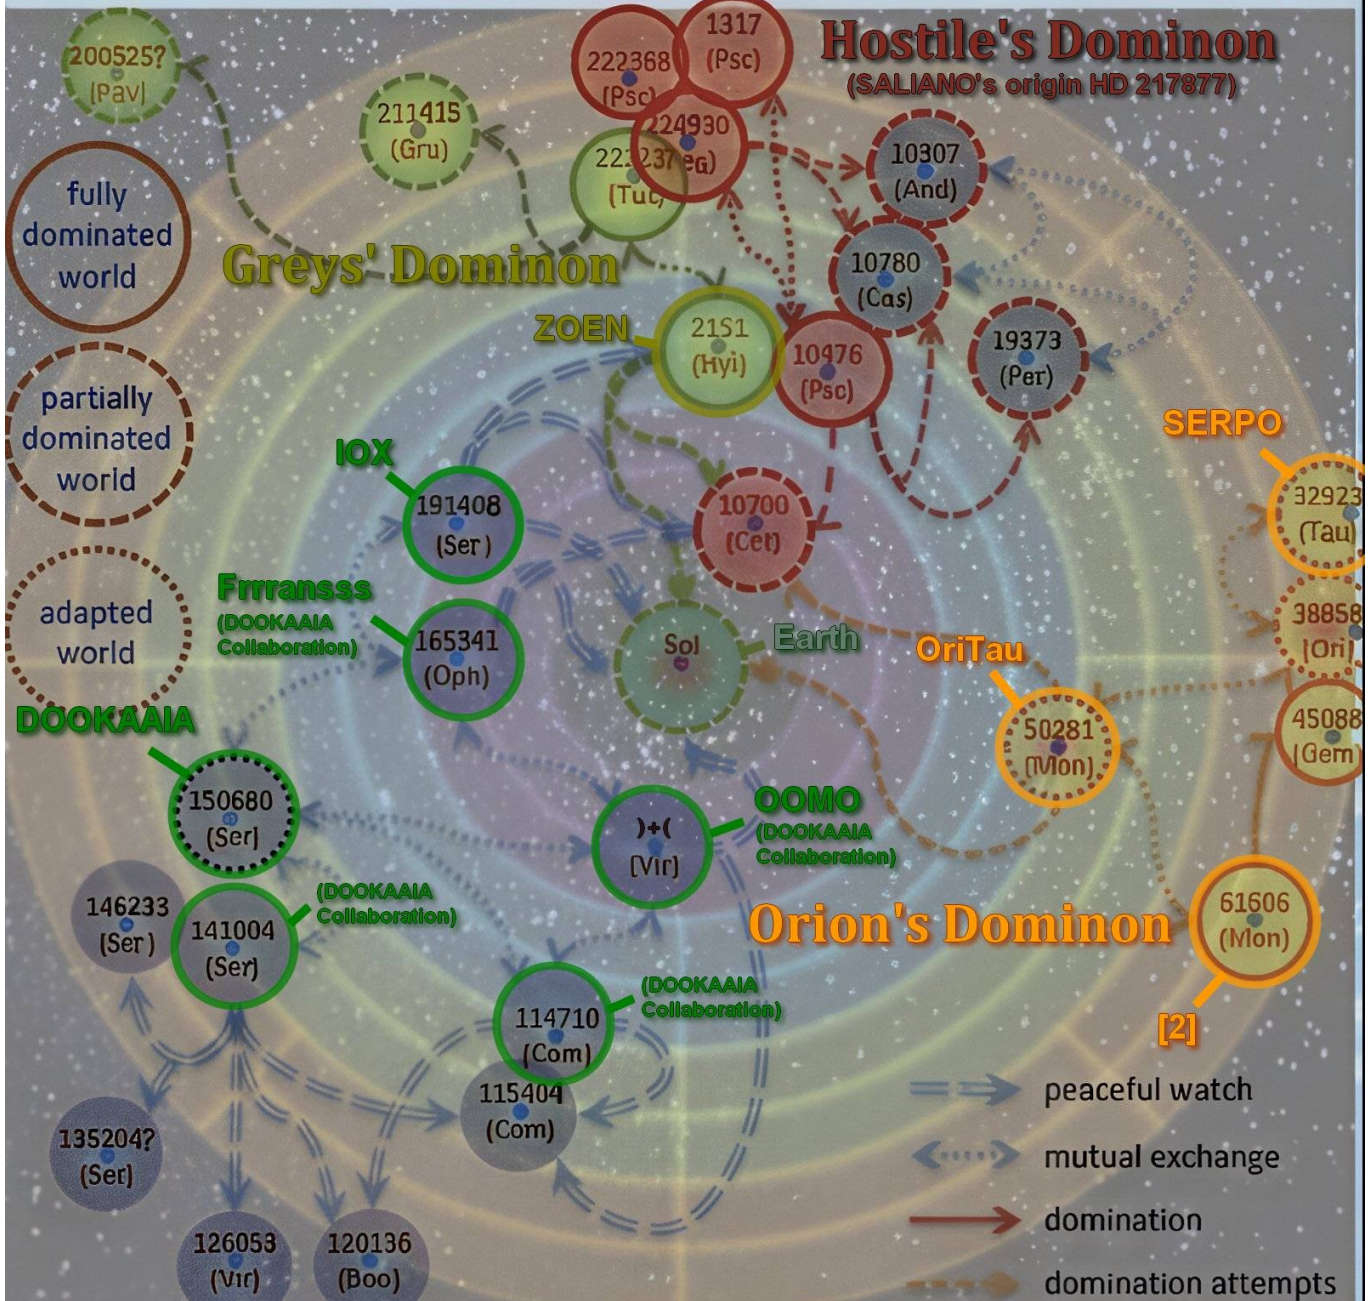 200525?
(Pav)
211415
(Gru)
222368
(Psc)
1317
(Psc)
224930
Hostile's Dominon
(SALIANO's origin HD 217877)
(Tuc)
10307
(And)
10780
(Cas)
19373
(Per)
fully
dominated
world
Greys' Dominon
ZOEN
2151
(Hyi)
10476
(Psc)
partially
dominated
world
SERPO
32923
(Tau)
IOX
191408
(Ser)
10700
(Cet)
adapted
world
Frrransss
(DOOKAAIA
Collaboration)
165341
(Oph)
Sol
Earth
OriTau
38858
(Ori)
50281
(Mon)
45088
(Gem)
DOOKAAIA
150680
(Ser)
)+(
(Vir)
OOMO
(DOOKAAIA
Collaboration)
146233
(Ser)
141004
(Ser)
(DOOKAAIA
Collaboration)
Orion's Dominon
61606
(Mon)
[2]
114710
(Com)
(DOOKAAIA
Collaboration)
115404
(Com)
135204?
(Ser)
126053
(Vir)
120136
(Boo)
peaceful watch
mutual exchange
domination
domination attempts